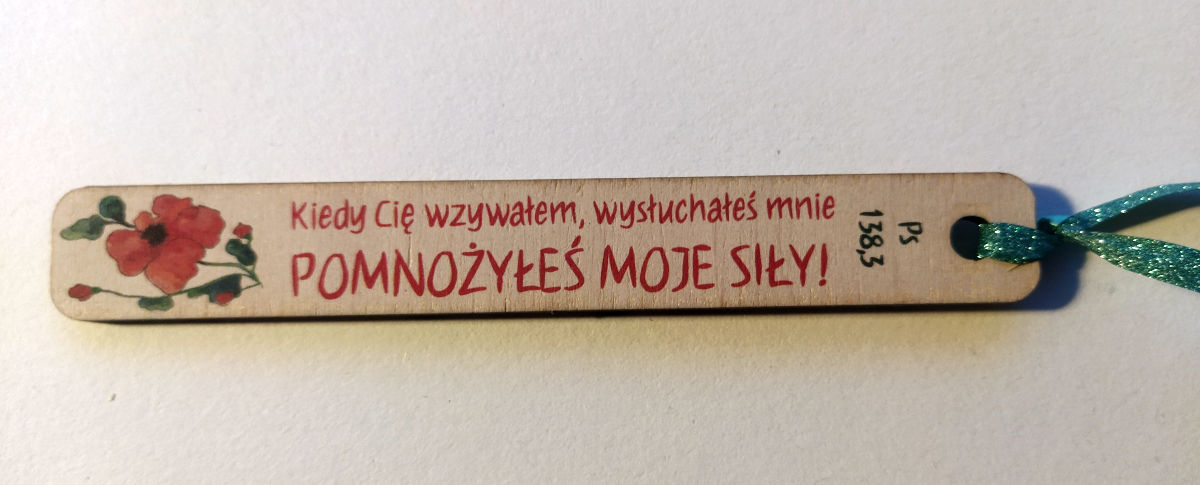 Kiedy Cię wzywałem, wysłuchałeś mnie
POMNOŻYŁEŚ MOJE SIŁY!
Ps
138,3